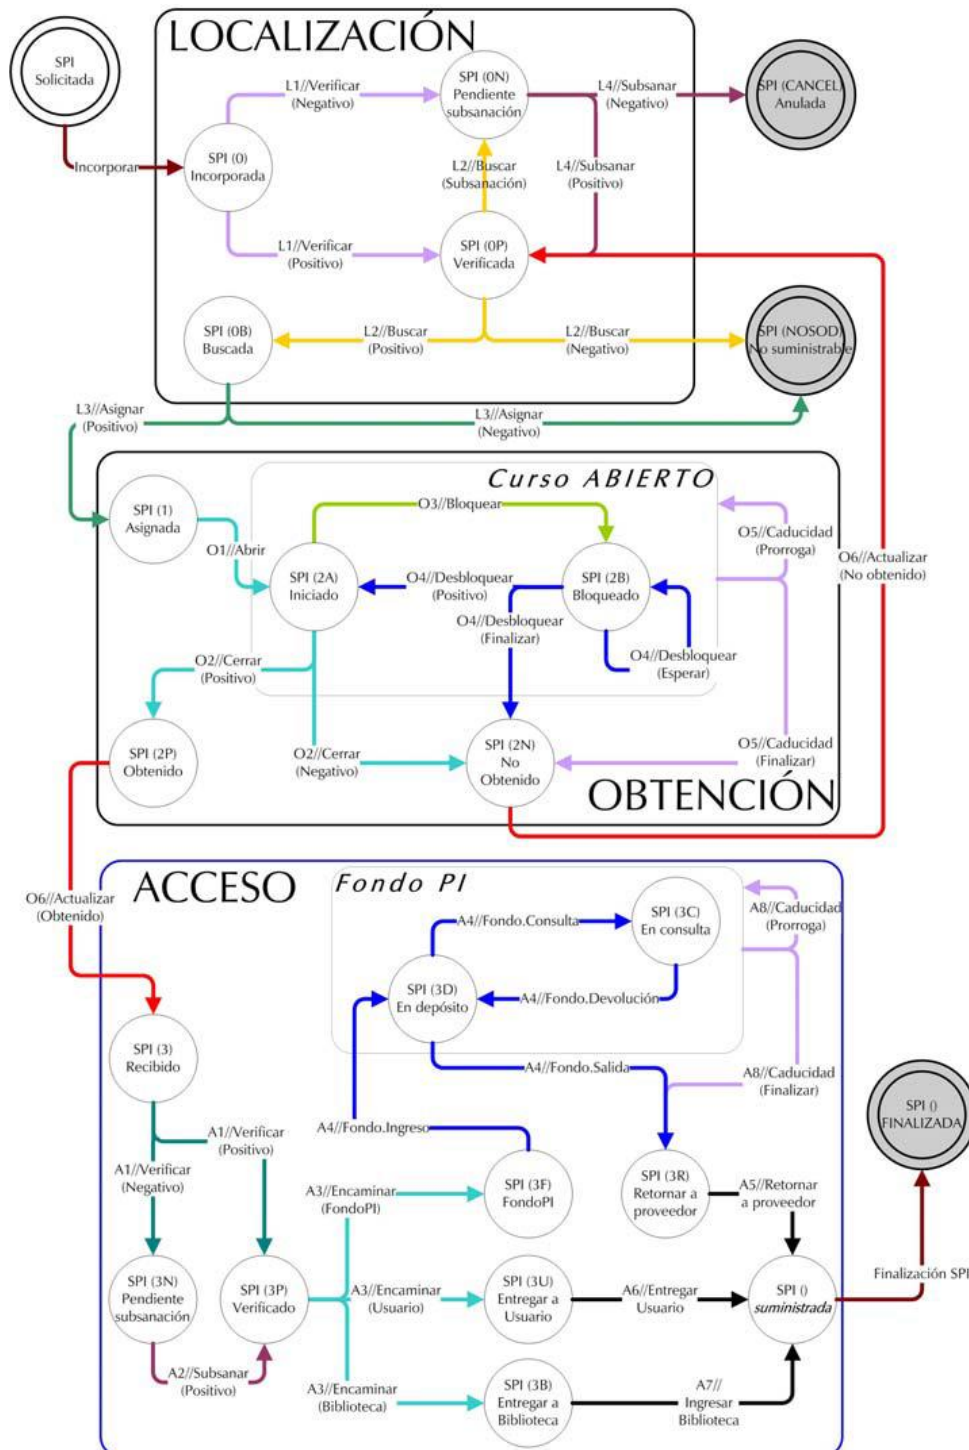 LOCALIZACIÓN
SPI
Solicitada
Incorporar
SPI (0)
Incorporada
L1//Verificar
(Negativo)
L1//Verificar
(Positivo)
SPI (0N)
Pendiente
subsanación
L2//Buscar
(Subsanación)
SPI (0P)
Verificada
L4//Subsanar
(Negativo)
L4//Subsanar
(Positivo)
SPI (CANCEL)
Anulada
SPI (0B)
Buscada
L2//Buscar
(Positivo)
L2//Buscar
(Negativo)
SPI (NOSOD)
No suministrable
L3//Asignar
(Positivo)
L3//Asignar
(Negativo)
Curso ABIERTO
SPI (1)
Asignada
O1//Abrir
O3//Bloquear
SPI (2A)
Iniciado
O4//Desbloquear
(Positivo)
O4//Desbloquear
(Finalizar)
SPI (2B)
Bloqueado
O4//Desbloquear
(Esperar)
O5//Caducidad
(Prorroga)
O6//Actualizar
(No obtenido)
O2//Cerrar
(Positivo)
SPI (2P)
Obtenido
O2//Cerrar
(Negativo)
SPI (2N)
No
Obtenido
O5//Caducidad
(Finalizar)
OBTENCIÓN
ACCESO
Fondo PI
O6//Actualizar
(Obtenido)
A4//Fondo.Consulta
SPI (3C)
En consulta
A8//Caducidad
(Prorroga)
SPI (3D)
En depósito
A4//Fondo.Devolución
SPI (3)
Recibido
A4//Fondo.Salida
A8//Caducidad
(Finalizar)
SPI ()
FINALIZADA
A1//Verificar
(Positivo)
A4//Fondo.Ingreso
A1//Verificar
(Negativo)
A3//Encaminar
(FondoPI)
SPI (3F)
FondoPI
SPI (3R)
Retornar a
proveedor
A5//Retornar
a proveedor
Finalización SPI
SPI (3N)
Pendiente
subsanación
SPI (3P)
Verificado
A3//Encaminar
(Usuario)
SPI (3U)
Entregar a
Usuario
A6//Entregar
Usuario
SPI ()
suministrada
A2//Subsanar
(Positivo)
A3//Encaminar
(Biblioteca)
SPI (3B)
Entregar a
Biblioteca
A7//
Ingresar
Biblioteca